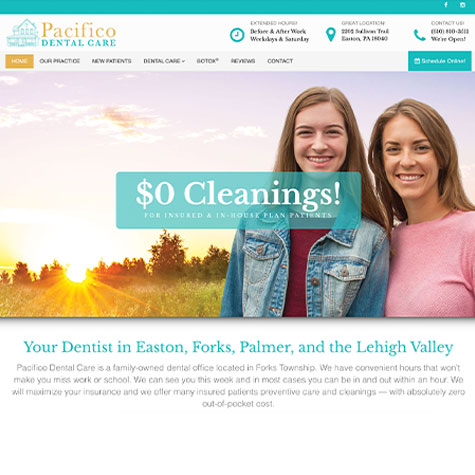 Pacifico
DENTAL CARE
EXTENDED HOURS!
Before & After Work
Weekdays & Saturday
GREAT LOCATION!
2202 Sullivan Trail
Easton, PA 18040
CONTACT US!
We're Open!
HOME
OUR PRACTICE
NEW PATIENTS
DENTAL CARE
BOTOX®
REVIEWS
CONTACT
Schedule Online!
$0 Cleanings!
FOR INSURED & IN-HOUSE PLAN PATIENTS
Your Dentist in Easton, Forks, Palmer, and the Lehigh Valley
Pacifico Dental Care is a family-owned dental office located in Forks Township. We have convenient hours that won't
make you miss work or school. We can see you this week and in most cases you can be in and out within an hour. We
will maximize your insurance and we offer many insured patients preventive care and cleanings — with absolutely zero
out-of-pocket cost.